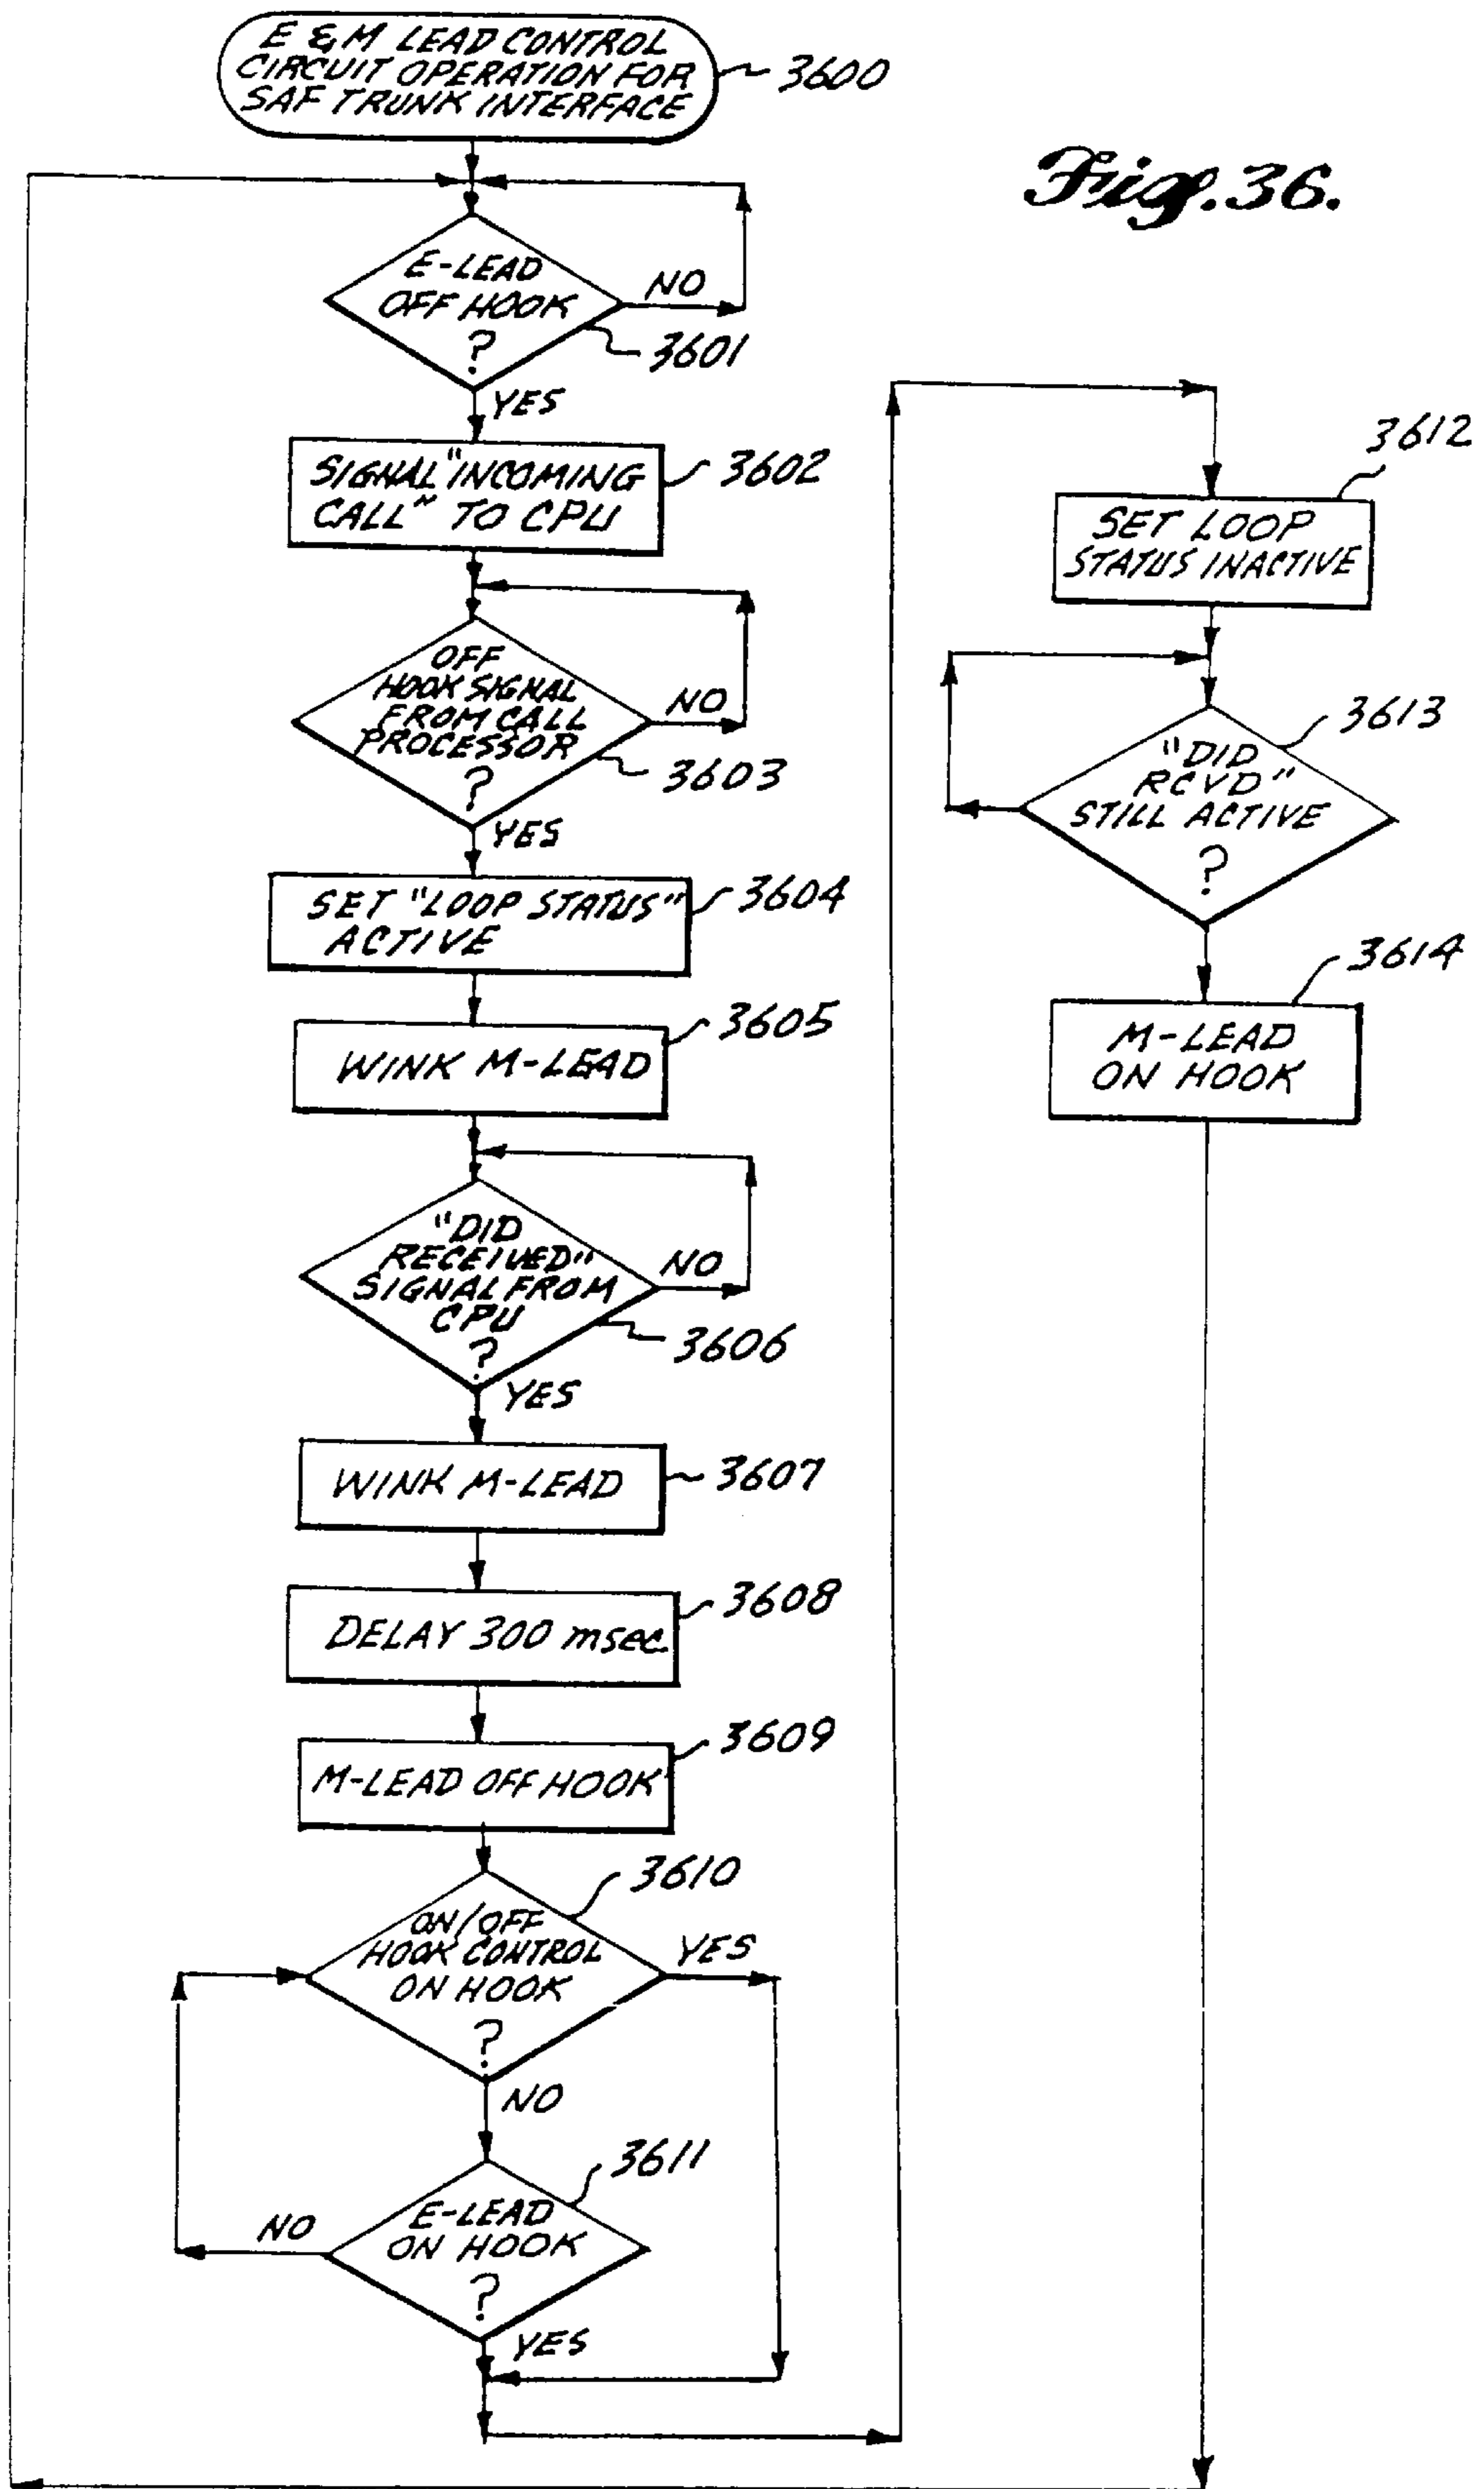 E & M LEAD CONTROL
CIRCUIT OPERATION FOR
SAF TRUNK INTERFACE
3600
Fig. 36.
E-LEAD
OFF HOOK
?
NO
3601
YES
SIGNAL "INCOMING
CALL" TO CPU
3602
OFF
HOOK SIGNAL
FROM CALL
PROCESSOR
?
NO
3603
YES
SET "LOOP STATUS"
ACTIVE
3604
WINK M-LEAD
3605
"DID
RECEIVED"
SIGNAL FROM
CPU
?
NO
3606
YES
WINK M-LEAD
3607
DELAY 300 msec.
3608
M-LEAD OFF HOOK
3609
ON/OFF
HOOK CONTROL
ON HOOK
?
3610
YES
NO
E-LEAD
ON HOOK
?
3611
NO
YES
3612
SET LOOP
STATUS INACTIVE
"DID
RCVD"
STILL ACTIVE
?
3613
3614
M-LEAD
ON HOOK